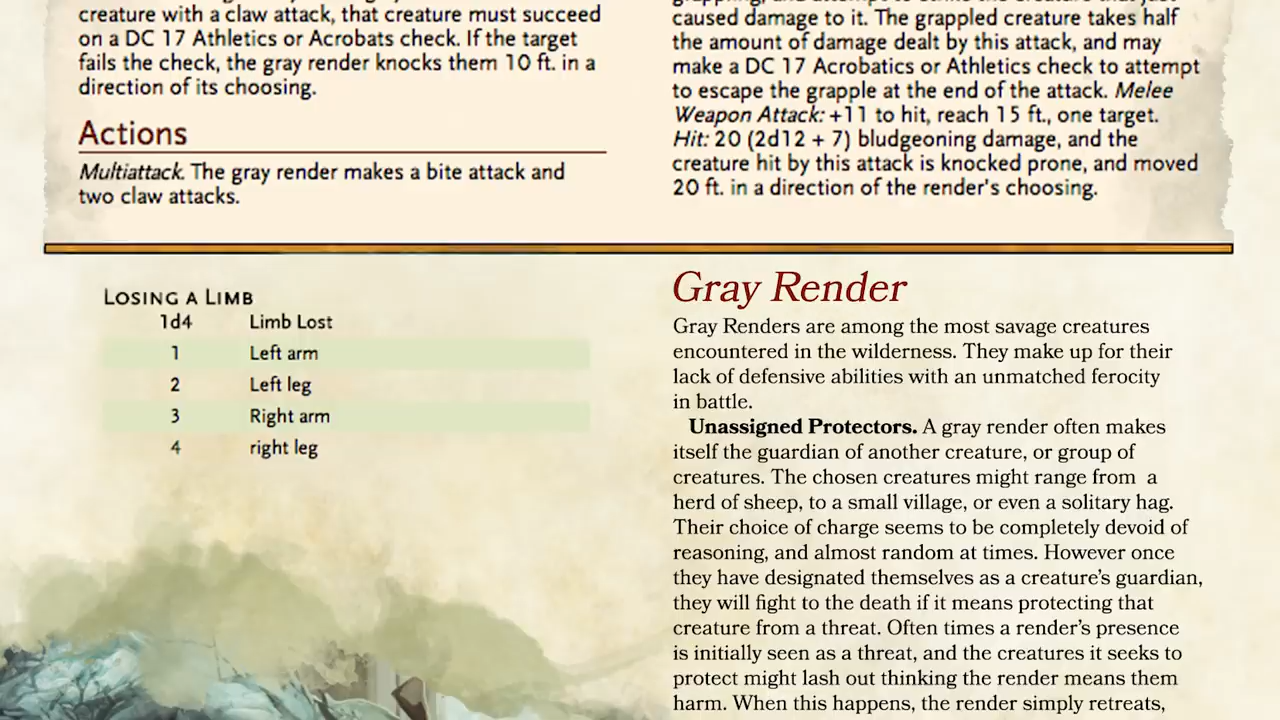 creature with a claw attack, that creature must succeed
on a DC 17 Athletics or Acrobats check. If the target
fails the check, the gray render knocks them 10 ft. in a
direction of its choosing.
Actions
Multiattack. The gray render makes a bite attack and
two claw attacks.
caused damage to it. The grappled creature takes half
the amount of damage dealt by this attack, and may
make a DC 17 Acrobatics or Athletics check to attempt
to escape the grapple at the end of the attack. Melee
Weapon Attack: +11 to hit, reach 15 ft., one target.
Hit: 20 (2d12 + 7) bludgeoning damage, and the
creature hit by this attack is knocked prone, and moved
20 ft. in a direction of the render's choosing.
Losing a Limb
1d4 Limb Lost
1 Left arm
2 Left leg
3 Right arm
4 right leg
Gray Render
Gray Renders are among the most savage creatures
encountered in the wilderness. They make up for their
lack of defensive abilities with an unmatched ferocity
in battle.
Unassigned Protectors. A gray render often makes
itself the guardian of another creature, or group of
creatures. The chosen creatures might range from a
herd of sheep, to a small village, or even a solitary hag.
Their choice of charge seems to be completely devoid of
reasoning, and almost random at times. However once
they have designated themselves as a creature's guardian,
they will fight to the death if it means protecting that
creature from a threat. Often times a render's presence
is initially seen as a threat, and the creatures it seeks to
protect might lash out thinking the render means them
harm. When this happens, the render simply retreats,